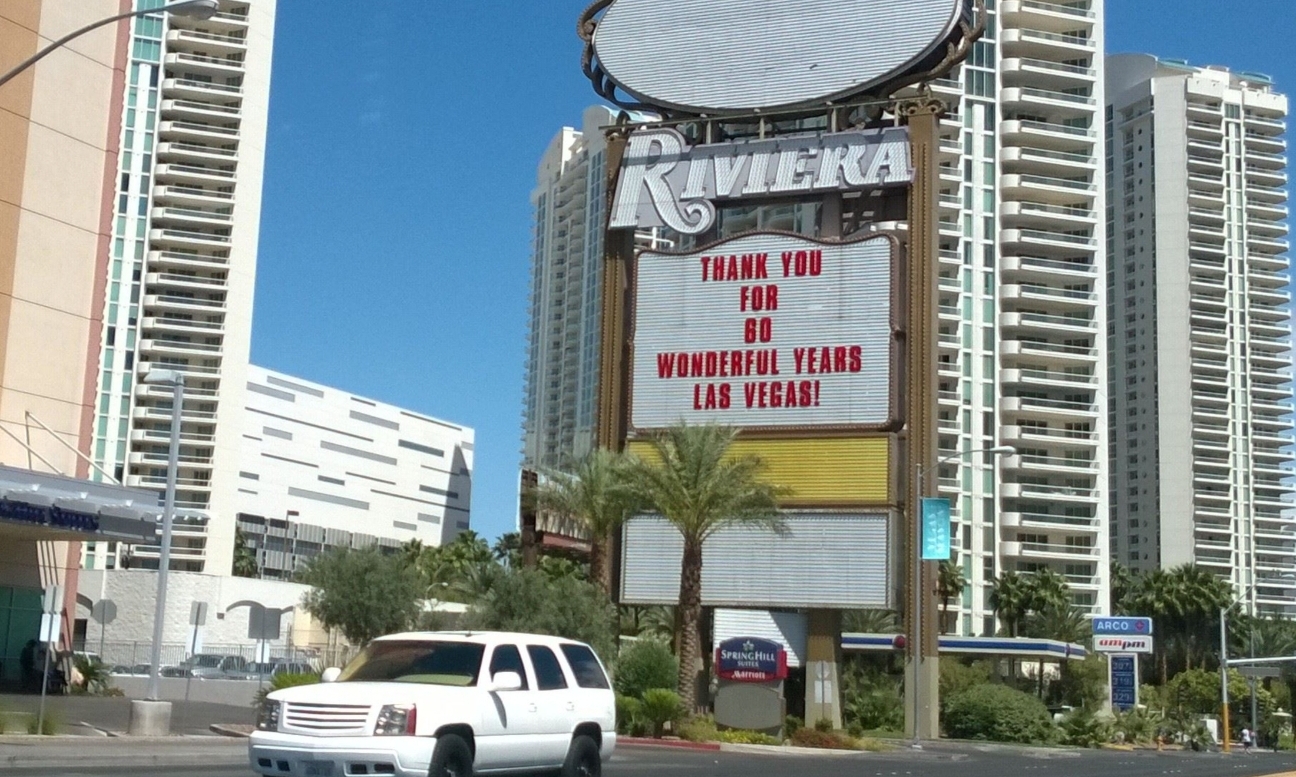 RIVIERA
THANK YOU
FOR
60
WONDERFUL YEARS
LAS VEGAS!
SPRINGHILL
SUITES
Marriott
ARCO
ampm